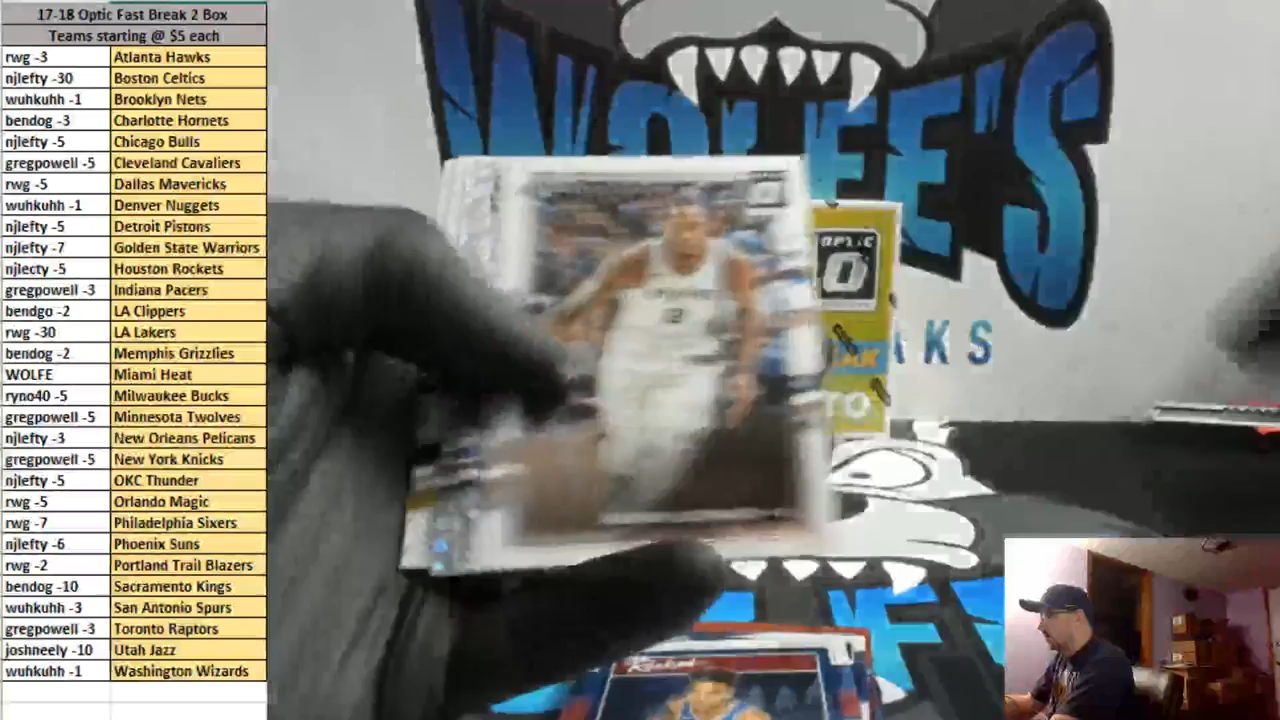 17-18 Optic Fast Break 2 Box
Teams starting @ $5 each
rwg -3 Atlanta Hawks
njlefty -30 Boston Celtics
wuhkuhh -1 Brooklyn Nets
bendog -3 Charlotte Hornets
njlefty -5 Chicago Bulls
gregpowell -5 Cleveland Cavaliers
rwg -5 Dallas Mavericks
wuhkuhh -1 Denver Nuggets
njlefty -5 Detroit Pistons
njlefty -7 Golden State Warriors
njlecty -5 Houston Rockets
gregpowell -3 Indiana Pacers
bendgo -2 LA Clippers
rwg -30 LA Lakers
bendog -2 Memphis Grizzlies
WOLFE Miami Heat
ryno40 -5 Milwaukee Bucks
gregpowell -5 Minnesota Twolves
njlefty -3 New Orleans Pelicans
gregpowell -5 New York Knicks
njlefty -5 OKC Thunder
rwg -5 Orlando Magic
rwg -7 Philadelphia Sixers
njlefty -6 Phoenix Suns
rwg -2 Portland Trail Blazers
bendog -10 Sacramento Kings
wuhkuhh -3 San Antonio Spurs
gregpowell -3 Toronto Raptors
joshneely -10 Utah Jazz
wuhkuhh -1 Washington Wizards
WOLFE'S
AKS
OPTIC
2